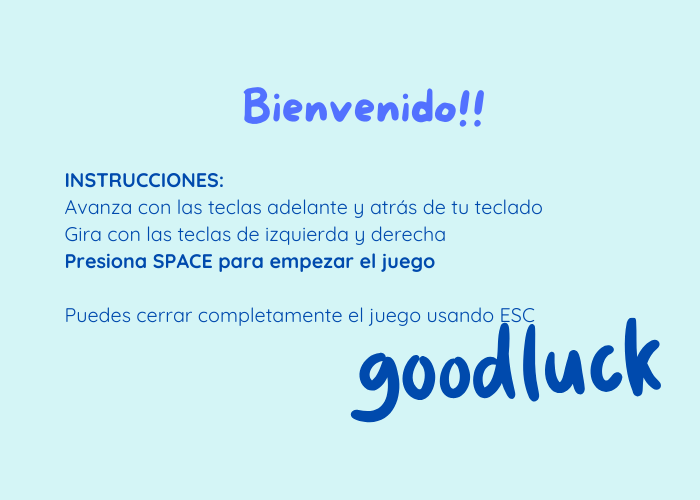 Bienvenido!!
INSTRUCCIONES:
Avanza con las teclas adelante y atrás de tu teclado
Gira con las teclas de izquierda y derecha
Presiona SPACE para empezar el juego
Puedes cerrar completamente el juego usando ESC
goodluck